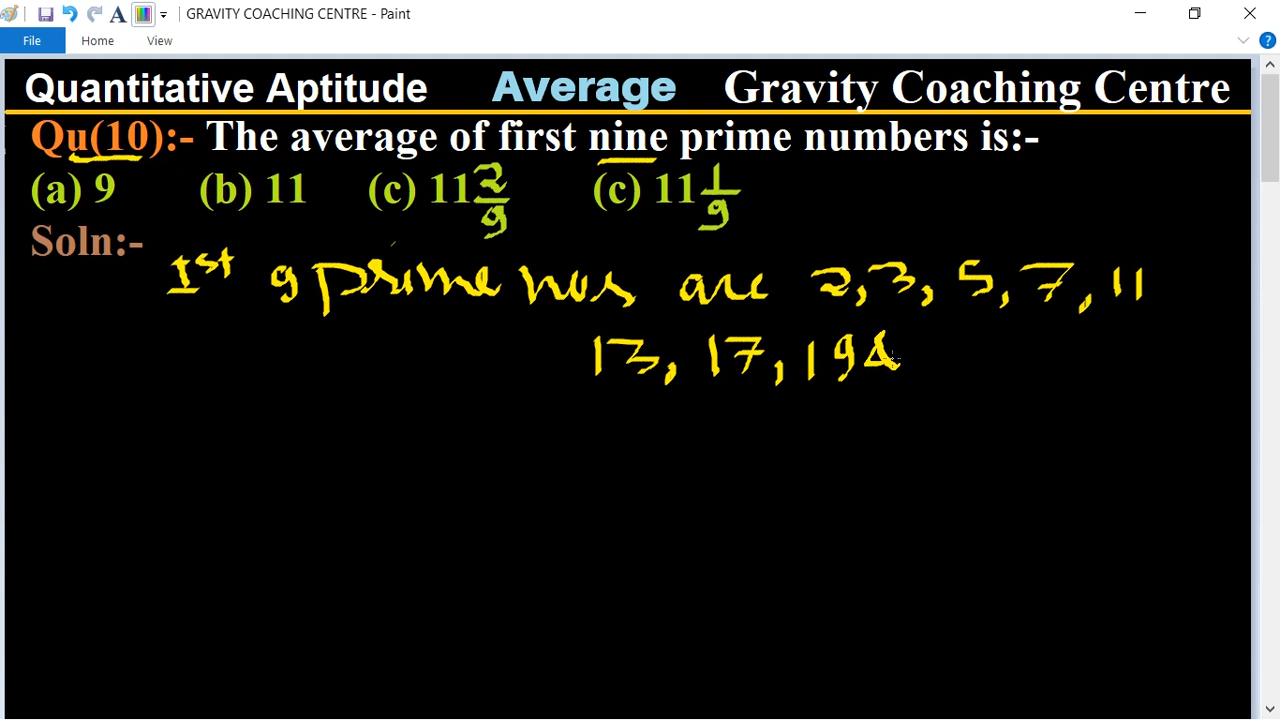 GRAVITY COACHING CENTRE - Paint
File Home View
Quantitative Aptitude Average Gravity Coaching Centre
Qu(10):- The average of first nine prime numbers is:-
(a) 9 (b) 11 (c) 11 2/9 (c) 11 1/9
Soln:-
Ist 9 prime nos are 2, 3, 5, 7, 11
13, 17, 19 &